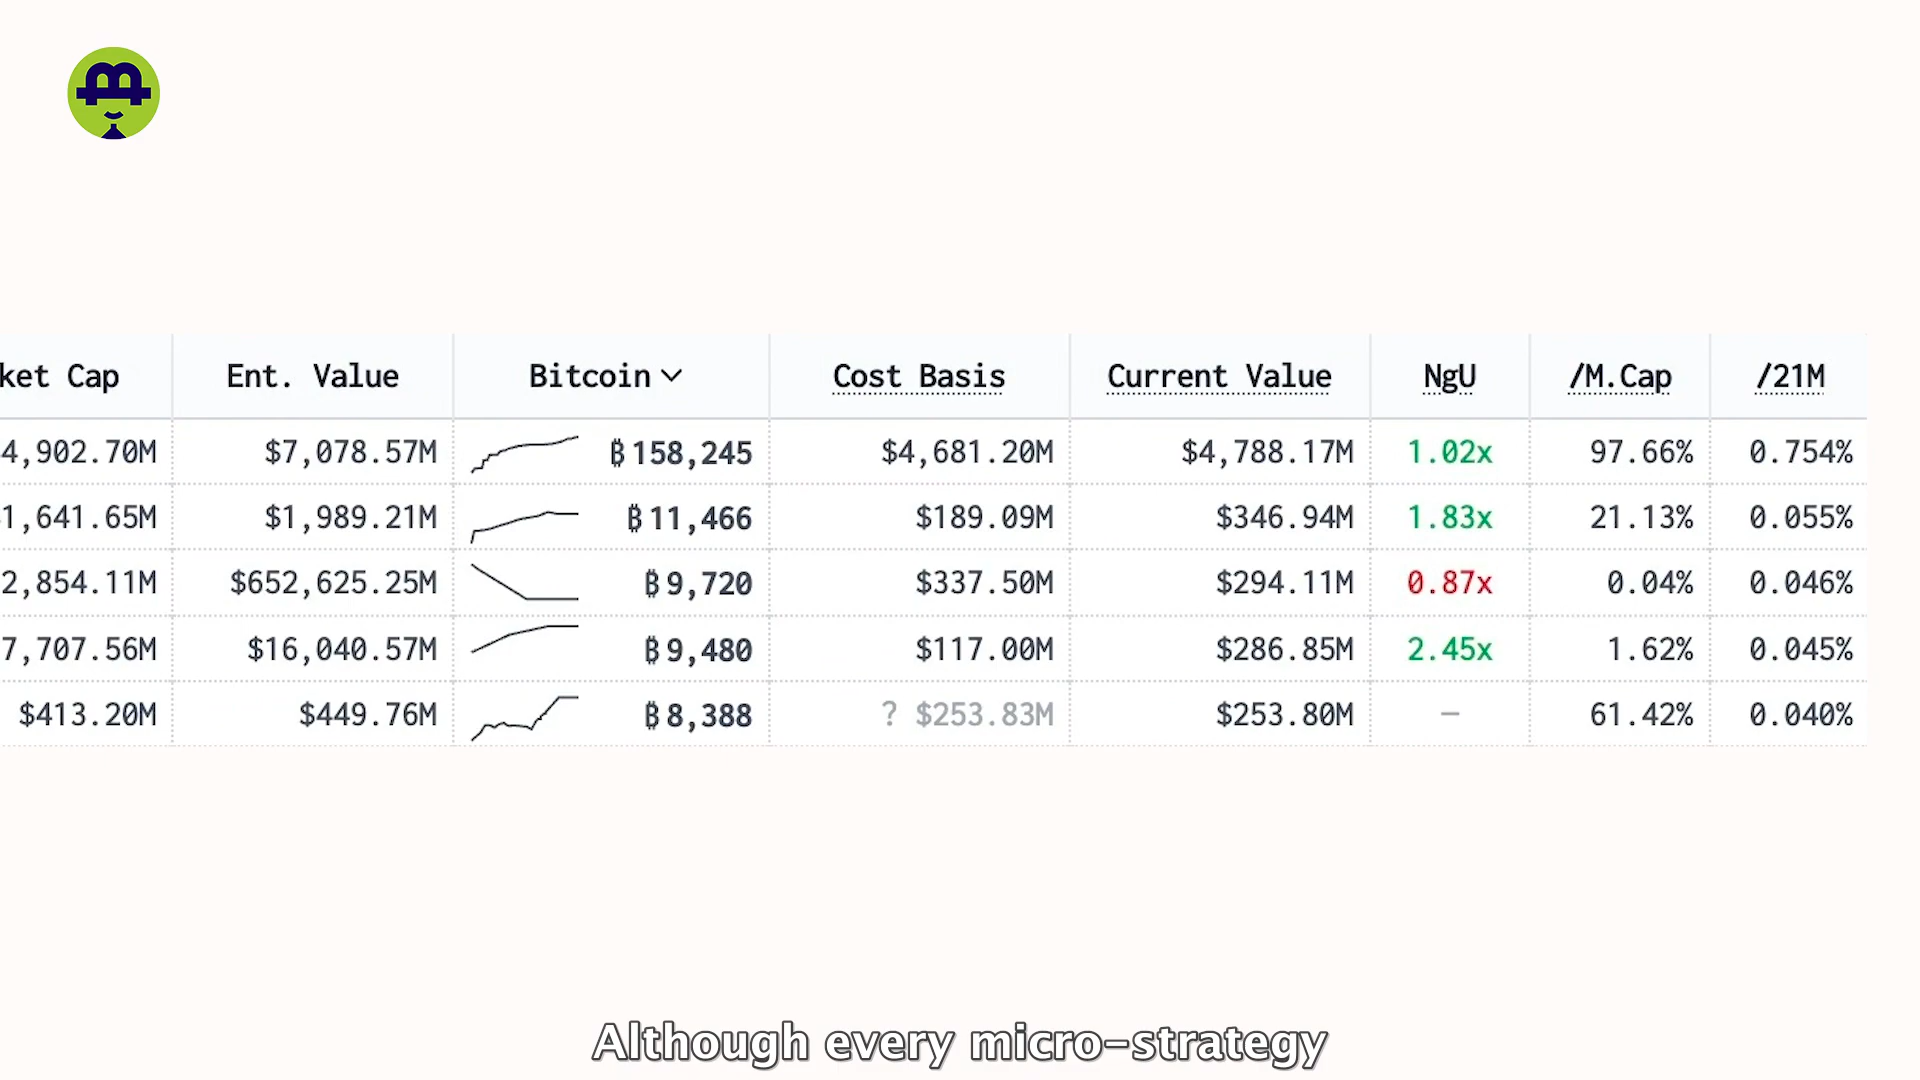 ket Cap Ent. Value Bitcoin Cost Basis Current Value NgU /M.Cap /21M
4,902.70M $7,078.57M ₿158,245 $4,681.20M $4,788.17M 1.02x 97.66% 0.754%
1,641.65M $1,989.21M ₿11,466 $189.09M $346.94M 1.83x 21.13% 0.055%
2,854.11M $652,625.25M ₿9,720 $337.50M $294.11M 0.87x 0.04% 0.046%
7,707.56M $16,040.57M ₿9,480 $117.00M $286.85M 2.45x 1.62% 0.045%
$413.20M $449.76M ₿8,388 ? $253.83M $253.80M – 61.42% 0.040%
Although every micro-strategy